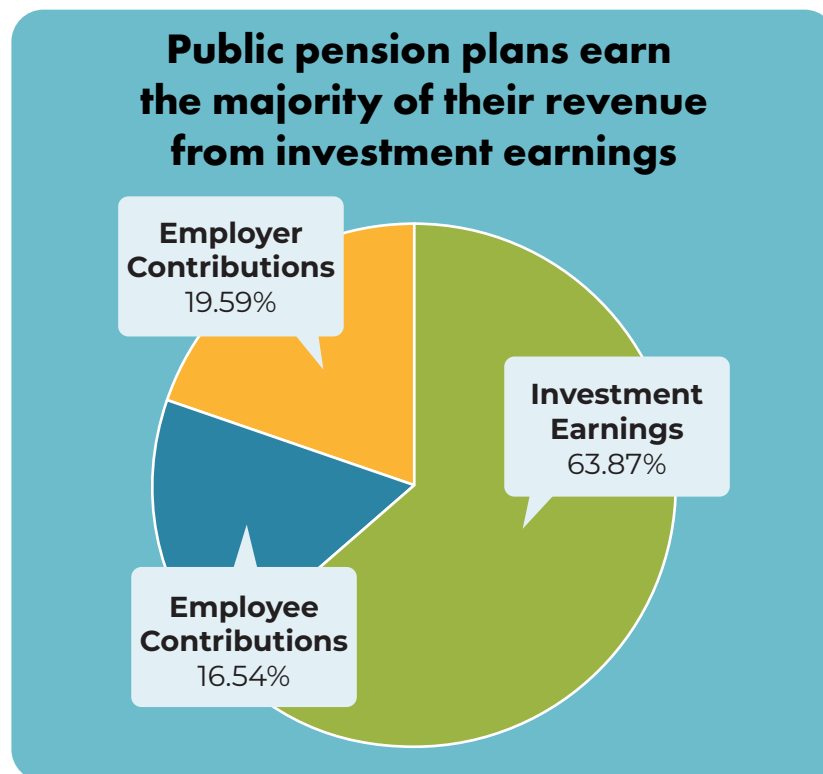 Public pension plans earn
the majority of their revenue
from investment earnings
Employer
Contributions
19.59%
Investment
Earnings
63.87%
Employee
Contributions
16.54%